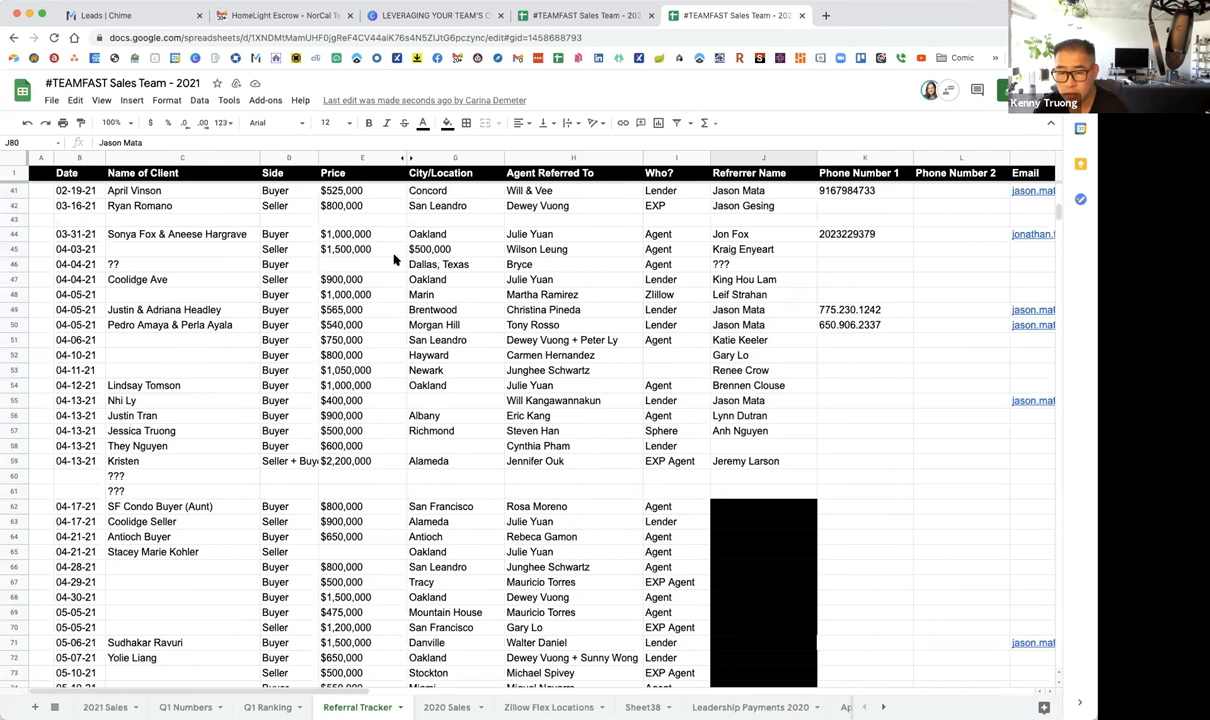 Leads | Chime
HomeLight Escrow - NorCal Te
LEVERAGING YOUR TEAM'S C
#TEAMFAST Sales Team - 202
#TEAMFAST Sales Team - 202
docs.google.com/spreadsheets/d/1XNDMtMamUHF0jgReF4CV44aiK76s4N5ZIJtG6pczync/edit#gid=1458688793
Comic
#TEAMFAST Sales Team - 2021
File Edit View Insert Format Data Tools Add-ons Help Last edit was made seconds ago by Carina Demeter
Kenny Truong
100% $ % .0 .00 123 Arial 12
J80 fx Jason Mata
A B C D E G H I J K L
1 Date Name of Client Side Price City/Location Agent Referred To Who? Refrerrer Name Phone Number 1 Phone Number 2 Email
41 02-19-21 April Vinson Buyer $525,000 Concord Will & Vee Lender Jason Mata 9167984733 jason.mat
42 03-16-21 Ryan Romano Seller $800,000 San Leandro Dewey Vuong EXP Jason Gesing
43
44 03-31-21 Sonya Fox & Aneese Hargrave Buyer $1,000,000 Oakland Julie Yuan Agent Jon Fox 2023229379 jonathan.f
45 04-03-21 Seller $1,500,000 $500,000 Wilson Leung Agent Kraig Enyeart
46 04-04-21 ?? Buyer Dallas, Texas Bryce Agent ???
47 04-04-21 Coolidge Ave Seller $900,000 Oakland Julie Yuan Lender King Hou Lam
48 04-05-21 Buyer $1,000,000 Marin Martha Ramirez Zlillow Leif Strahan
49 04-05-21 Justin & Adriana Headley Buyer $565,000 Brentwood Christina Pineda Lender Jason Mata 775.230.1242 jason.mat
50 04-05-21 Pedro Amaya & Perla Ayala Buyer $540,000 Morgan Hill Tony Rosso Lender Jason Mata 650.906.2337 jason.mat
51 04-06-21 Buyer $750,000 San Leandro Dewey Vuong + Peter Ly Agent Katie Keeler
52 04-10-21 Buyer $800,000 Hayward Carmen Hernandez Gary Lo
53 04-11-21 Buyer $1,050,000 Newark Junghee Schwartz Renee Crow
54 04-12-21 Lindsay Tomson Buyer $1,000,000 Oakland Julie Yuan Agent Brennen Clouse
55 04-13-21 Nhi Ly Buyer $400,000 Will Kangawannakun Lender Jason Mata jason.mat
56 04-13-21 Justin Tran Buyer $900,000 Albany Eric Kang Agent Lynn Dutran
57 04-13-21 Jessica Truong Buyer $500,000 Richmond Steven Han Sphere Anh Nguyen
58 04-13-21 They Nguyen Buyer $600,000 Cynthia Pham Lender
59 04-13-21 Kristen Seller + Buye $2,200,000 Alameda Jennifer Ouk EXP Agent Jeremy Larson
60 ???
61 ???
62 04-17-21 SF Condo Buyer (Aunt) Buyer $800,000 San Francisco Rosa Moreno Agent
63 04-17-21 Coolidge Seller Seller $900,000 Alameda Julie Yuan Lender
64 04-21-21 Antioch Buyer Buyer $650,000 Antioch Rebeca Gamon Agent
65 04-21-21 Stacey Marie Kohler Seller Oakland Julie Yuan Agent
66 04-28-21 Buyer $800,000 San Leandro Junghee Schwartz Agent
67 04-29-21 Buyer $500,000 Tracy Mauricio Torres EXP Agent
68 04-30-21 Buyer $1,500,000 Oakland Dewey Vuong Agent
69 05-05-21 Buyer $475,000 Mountain House Mauricio Torres Agent
70 05-05-21 Buyer $1,200,000 San Francisco Gary Lo EXP Agent
71 05-06-21 Sudhakar Ravuri Buyer $1,500,000 Danville Walter Daniel Lender jason.mat
72 05-07-21 Yolie Liang Buyer $650,000 Oakland Dewey Vuong + Sunny Wong Lender
73 05-10-21 Seller $500,000 Stockton Michael Spivey EXP Agent
2021 Sales Q1 Numbers Q1 Ranking Referral Tracker 2020 Sales Zillow Flex Locations Sheet38 Leadership Payments 2020 Ap